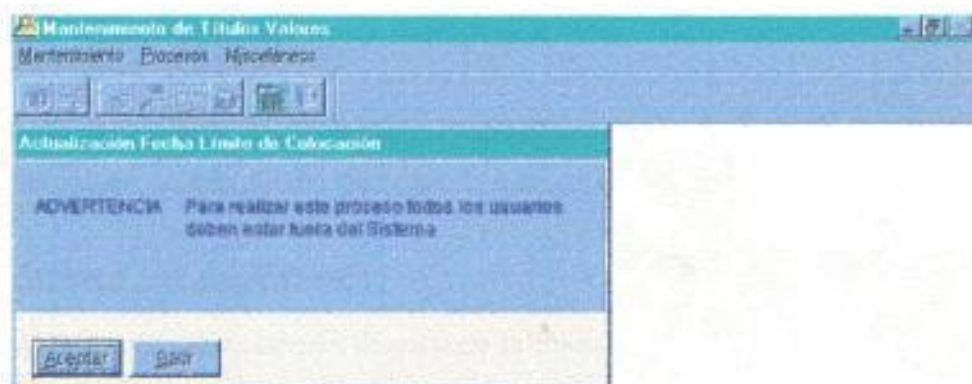 Mantenimiento de Títulos Valores
Mantenimiento Procesos Misceláneos
Actualización Fecha Límite de Colocación
ADVERTENCIA Para realizar este proceso todos los usuarios
deben estar fuera del Sistema
Aceptar Salir